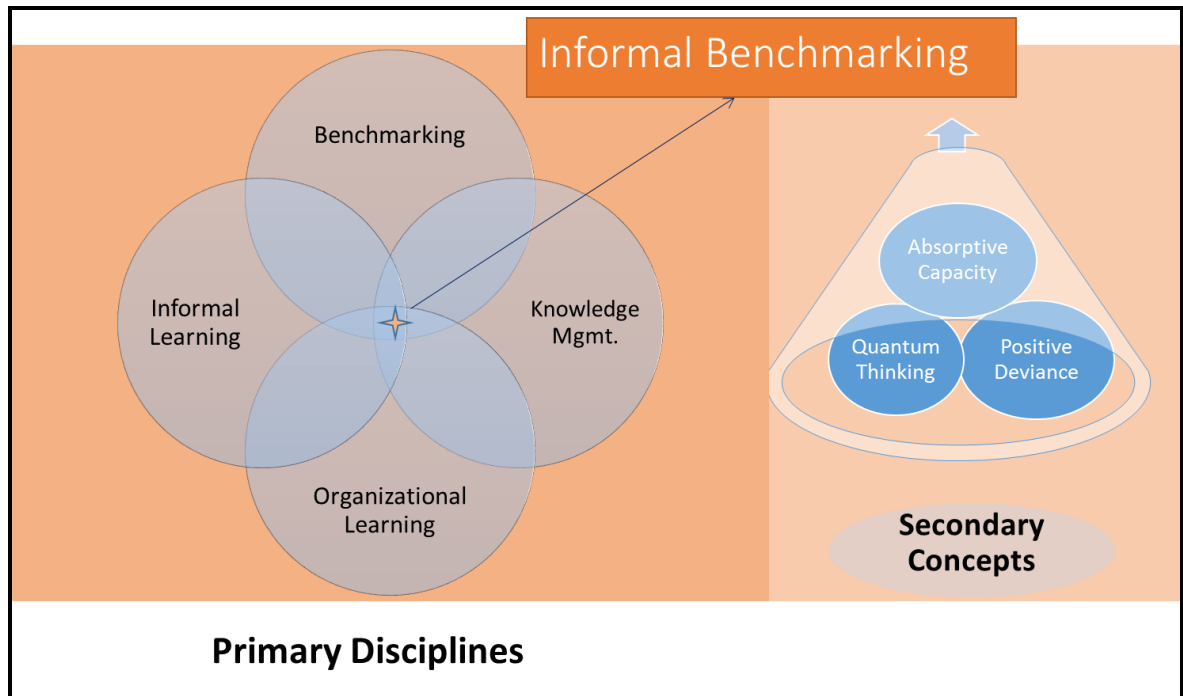 Informal Benchmarking
Benchmarking
Informal
Learning
Knowledge
Mgmt.
Organizational
Learning
Absorptive
Capacity
Quantum
Thinking
Positive
Deviance
Secondary
Concepts
Primary Disciplines